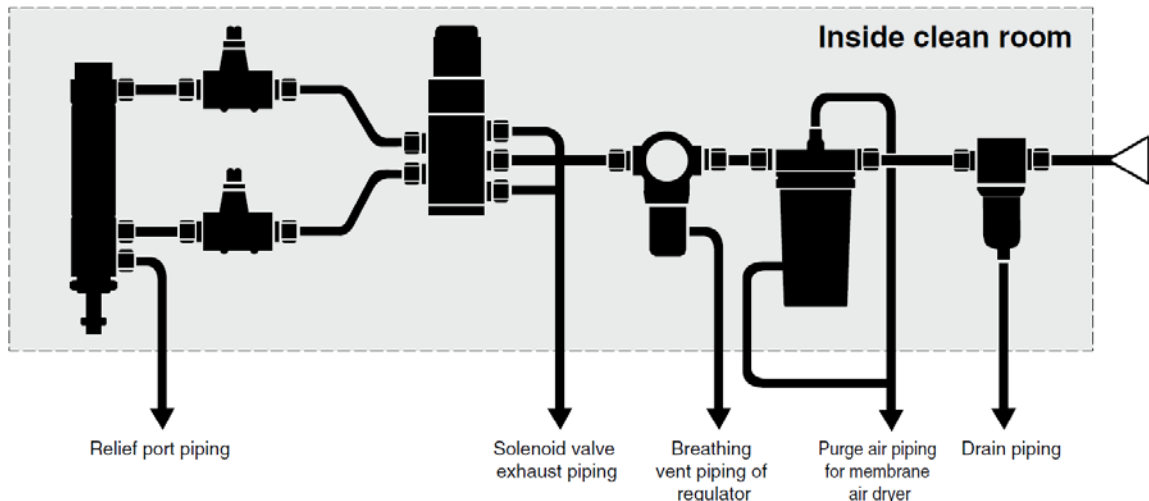 Inside clean room
Relief port piping
Solenoid valve
exhaust piping
Breathing
vent piping of
regulator
Purge air piping
for membrane
air dryer
Drain piping